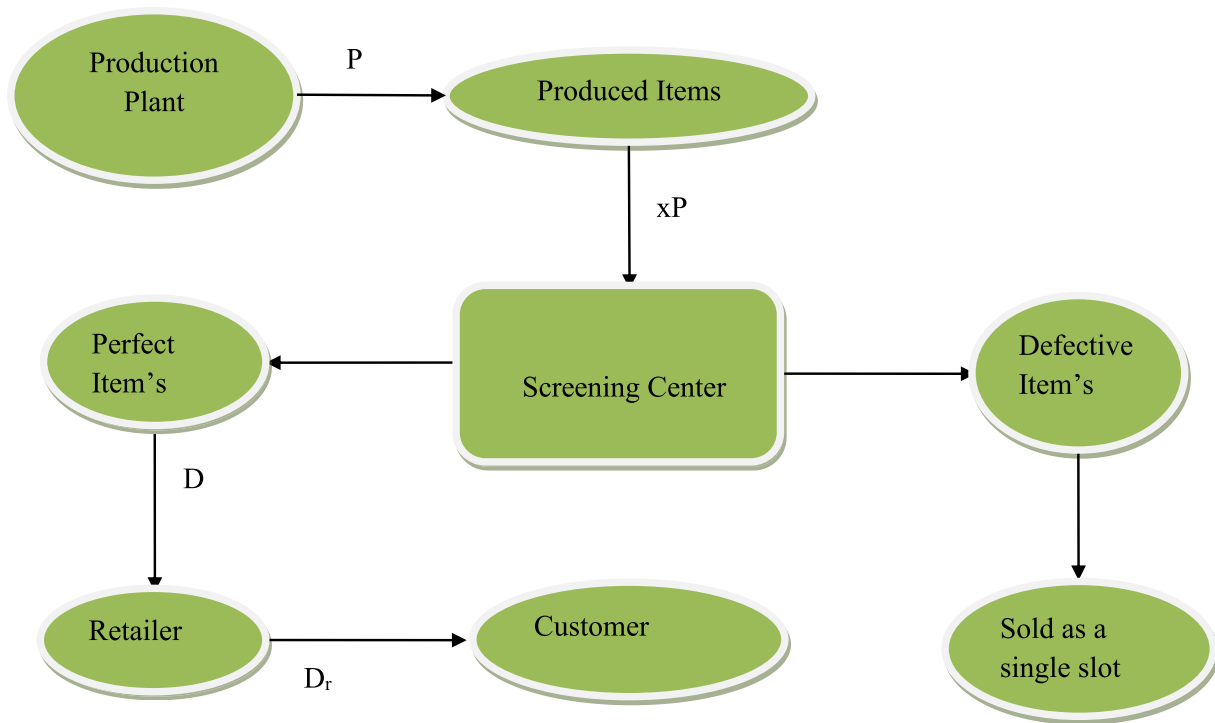 Production
Plant
P
Produced Items
xP
Screening Center
Perfect
Item’s
Defective
Item’s
D
Retailer
Dᵣ
Customer
Sold as a
single slot